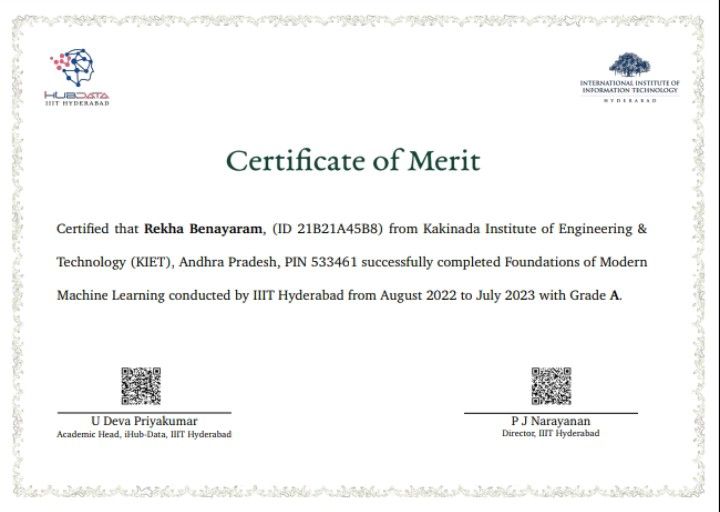 HUBDATA
IIIT HYDERABAD
INTERNATIONAL INSTITUTE OF
INFORMATION TECHNOLOGY
HYDERABAD
Certificate of Merit
Certified that Rekha Benayaram, (ID 21B21A45B8) from Kakinada Institute of Engineering &
Technology (KIET), Andhra Pradesh, PIN 533461 successfully completed Foundations of Modern
Machine Learning conducted by IIIT Hyderabad from August 2022 to July 2023 with Grade A.
U Deva Priyakumar
Academic Head, iHub-Data, IIIT Hyderabad
P J Narayanan
Director, IIIT Hyderabad